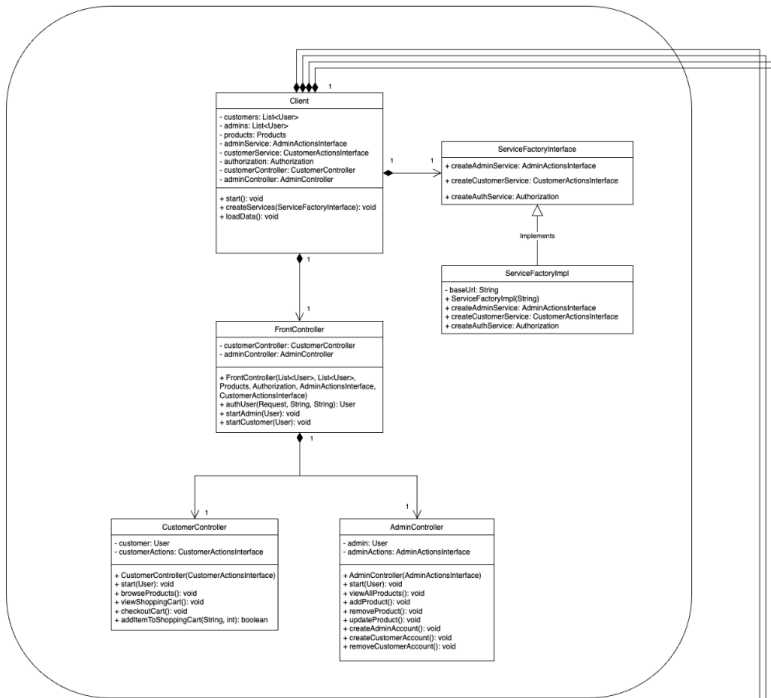 1
Client
- customers: List<User>
- admins: List<User>
- products: Products
- adminService: AdminActionsInterface
- customerService: CustomerActionsInterface
- authorization: Authorization
- customerController: CustomerController
- adminController: AdminController
+ start(): void
+ createServices(ServiceFactoryInterface): void
+ loadData(): void
1
1
ServiceFactoryInterface
+ createAdminService: AdminActionsInterface
+ createCustomerService: CustomerActionsInterface
+ createAuthService: Authorization
Implements
ServiceFactoryImpl
- baseUrl: String
+ ServiceFactoryImpl(String)
+ createAdminService: AdminActionsInterface
+ createCustomerService: CustomerActionsInterface
+ createAuthService: Authorization
1
1
FrontController
- customerController: CustomerController
- adminController: AdminController
+ FrontController(List<User>, List<User>,
Products, Authorization, AdminActionsInterface,
CustomerActionsInterface)
+ authUser(Request, String, String): User
+ startAdmin(User): void
+ startCustomer(User): void
1
1
1
CustomerController
- customer: User
- customerActions: CustomerActionsInterface
+ CustomerController(CustomerActionsInterface)
+ start(User): void
+ browseProducts(): void
+ viewShoppingCart(): void
+ checkoutCart(): void
+ addItemToShoppingCart(String, int): boolean
AdminController
- admin: User
- adminActions: AdminActionsInterface
+ AdminController(AdminActionsInterface)
+ start(User): void
+ viewAllProducts(): void
+ addProduct(): void
+ removeProduct(): void
+ updateProduct(): void
+ createAdminAccount(): void
+ createCustomerAccount(): void
+ removeCustomerAccount(): void